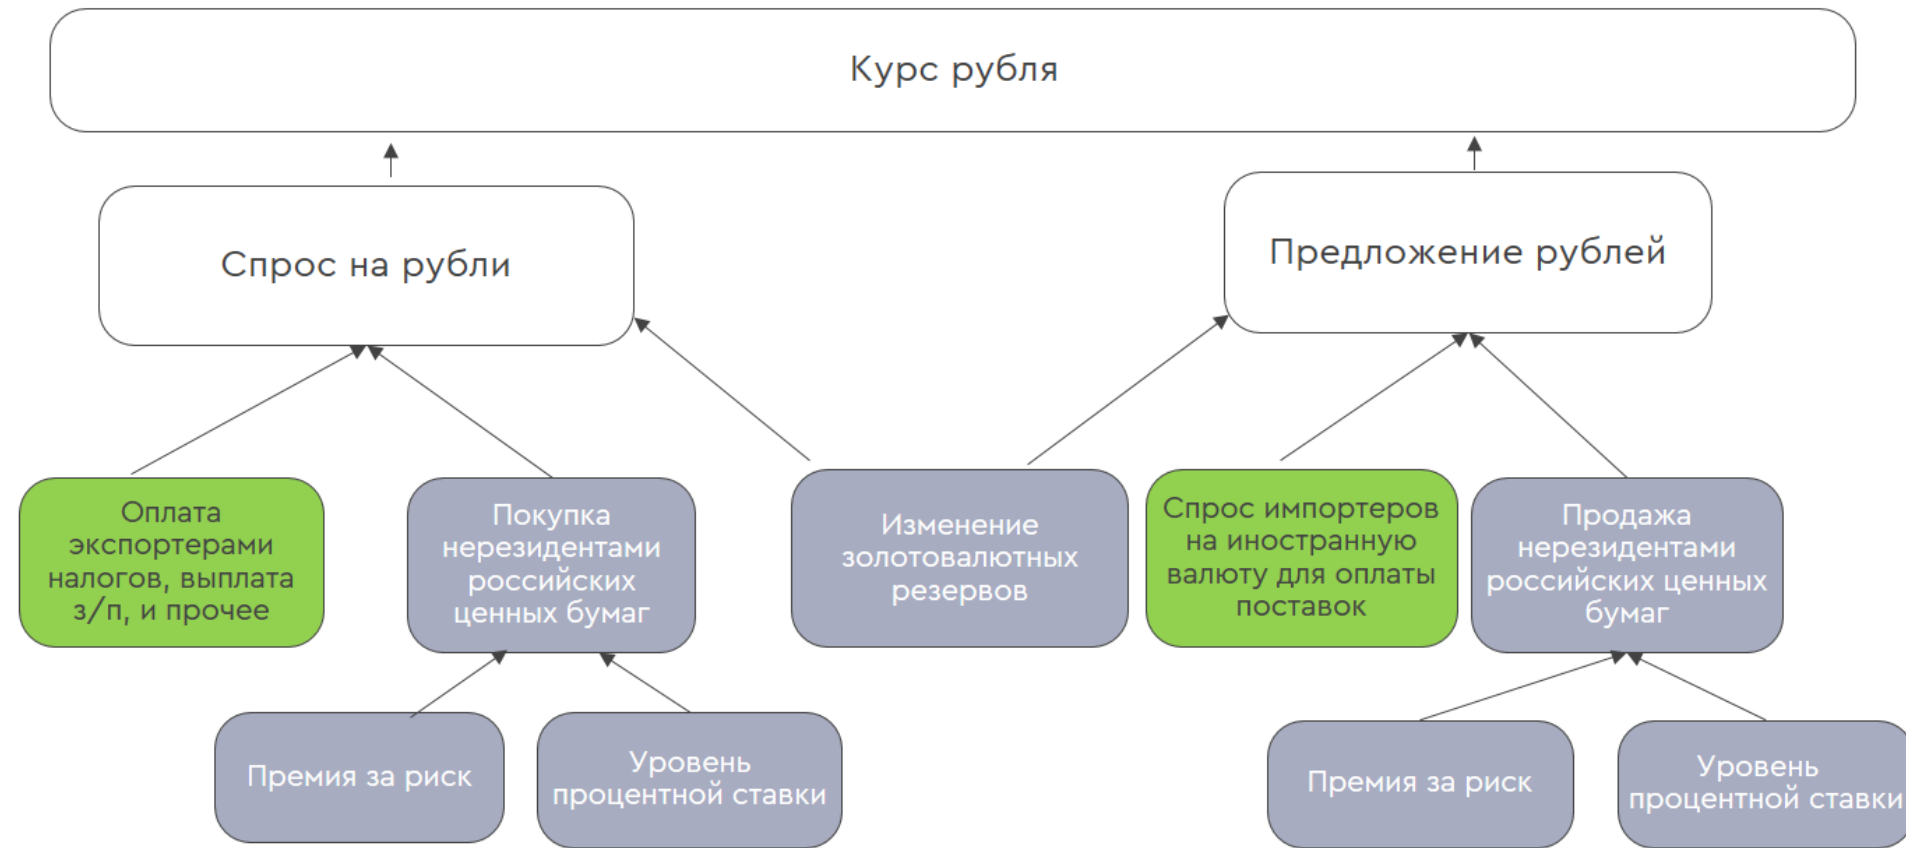 Курс рубля
Спрос на рубли
Предложение рублей
Оплата
экспортерами
налогов, выплата
з/п, и прочее
Покупка
нерезидентами
российских
ценных бумаг
Изменение
золотовалютных
резервов
Спрос импортеров
на иностранную
валюту для оплаты
поставок
Продажа
нерезидентами
российских ценных
бумаг
Премия за риск
Уровень
процентной ставки
Премия за риск
Уровень
процентной ставки